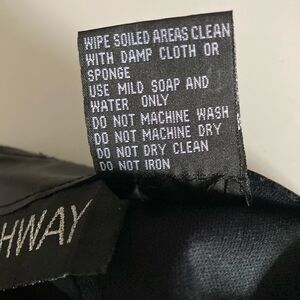 WIPE SOILED AREAS CLEAN
WITH DAMP CLOTH OR
SPONGE
USE MILD SOAP AND
WATER ONLY
DO NOT MACHINE WASH
DO NOT MACHINE DRY
DO NOT DRY CLEAN
DO NOT IRON
HWAY